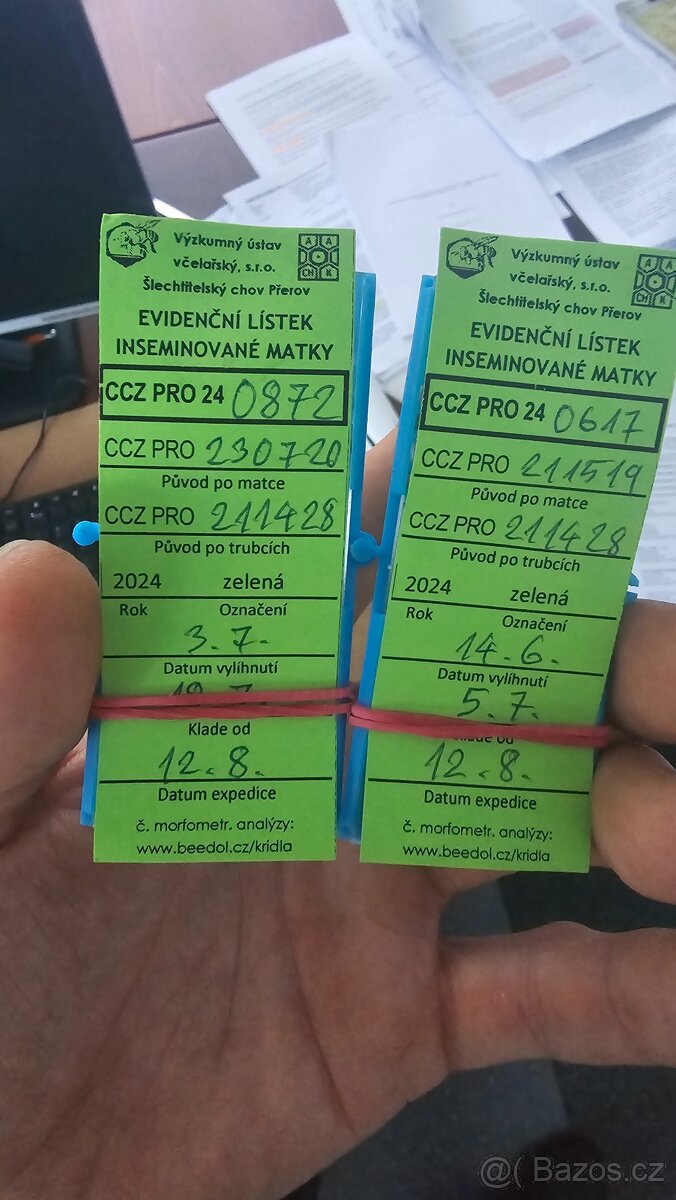 Výzkumný ústav
včelařský, s.r.o.
Šlechtitelský chov Přerov
EVIDENČNÍ LÍSTEK
INSEMINOVANÉ MATKY
CCZ PRO 24 0872
CCZ PRO 230720
Původ po matce
CCZ PRO 211428
Původ po trubcích
2024 zelená
Rok Označení
3.7.
Datum vylíhnutí
Klade od
12.8.
Datum expedice
č. morfometr. analýzy:
www.beedol.cz/kridla
Výzkumný ústav
včelařský, s.r.o.
Šlechtitelský chov Přerov
EVIDENČNÍ LÍSTEK
INSEMINOVANÉ MATKY
CCZ PRO 24 0617
CCZ PRO 211519
Původ po matce
CCZ PRO 211428
Původ po trubcích
2024 zelená
Rok Označení
14.6.
Datum vylíhnutí
5.7.
Klade od
12.8.
Datum expedice
č. morfometr. analýzy:
www.beedol.cz/kridla
@( Bazos.cz